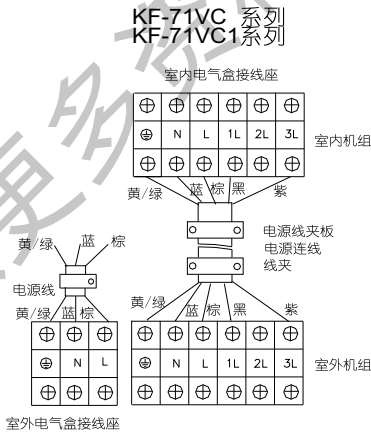 KF-71VC 系列
KF-71VC1系列
室内电气盒接线座
N L 1L 2L 3L
室内机组
黄/绿 蓝 棕 黑 紫
电源线夹板
电源连线
线夹
黄/绿 蓝 棕
电源线
黄/绿 蓝 棕
黄/绿 蓝 棕 黑 紫
N L
N L 1L 2L 3L
室外机组
室外电气盒接线座
更多资